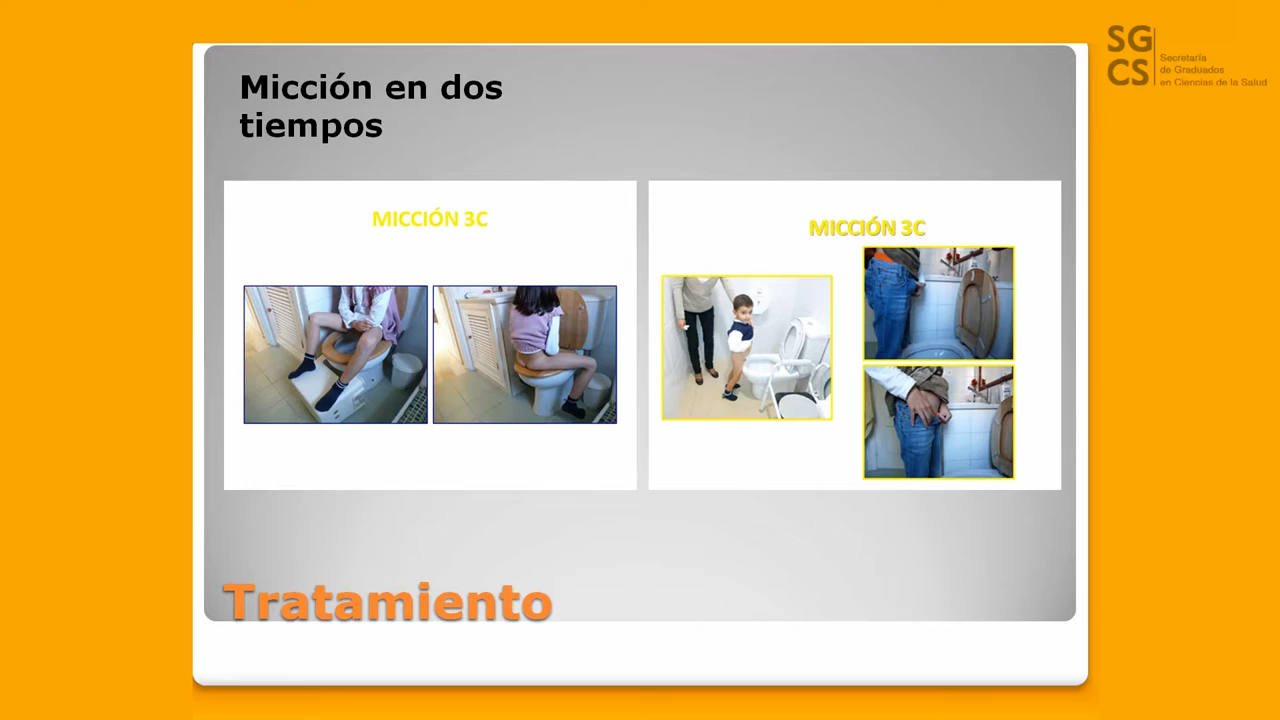 SG
CS
Secretaría
de Graduados
en Ciencias de la Salud
Micción en dos
tiempos
MICCIÓN 3C
MICCIÓN 3C
Tratamiento